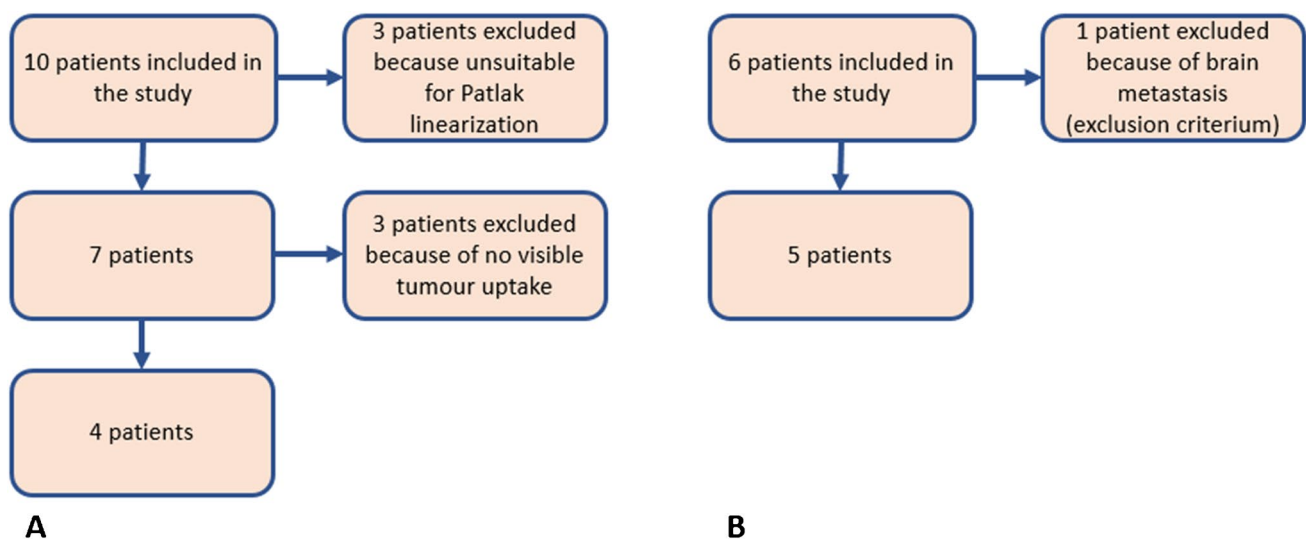 10 patients included in
the study
3 patients excluded
because unsuitable
for Patlak
linearization
7 patients
3 patients excluded
because of no visible
tumour uptake
4 patients
A
6 patients included in
the study
1 patient excluded
because of brain
metastasis
(exclusion criterium)
5 patients
B